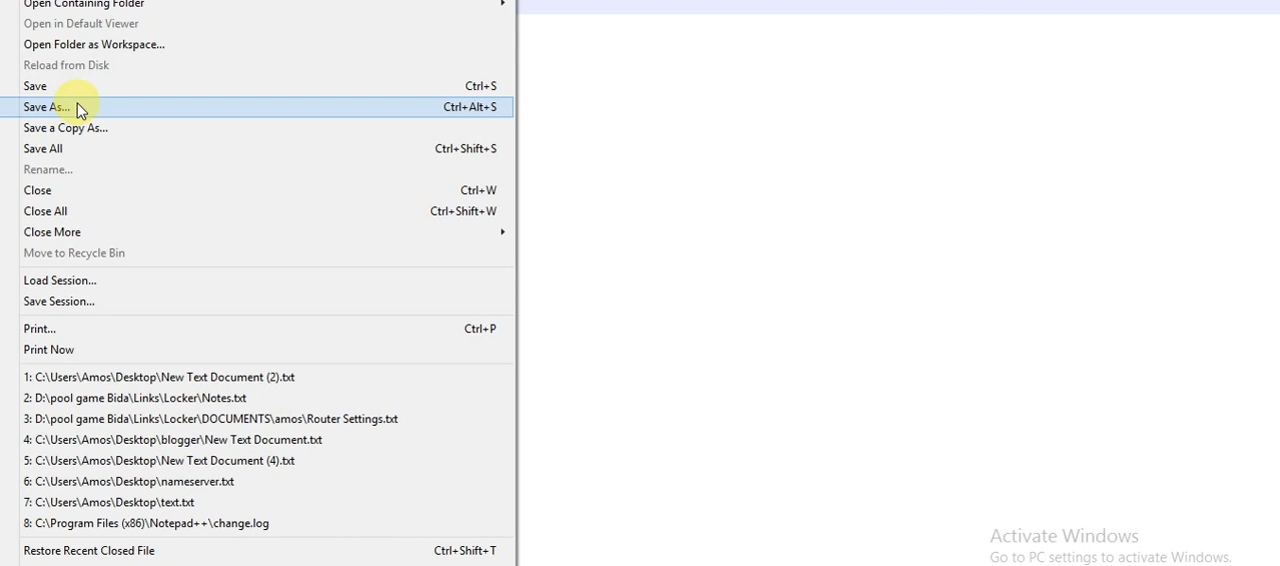 Open Containing Folder
Open in Default Viewer
Open Folder as Workspace...
Reload from Disk
Save Ctrl+S
Save As... Ctrl+Alt+S
Save a Copy As...
Save All Ctrl+Shift+S
Rename...
Close Ctrl+W
Close All Ctrl+Shift+W
Close More
Move to Recycle Bin
Load Session...
Save Session...
Print... Ctrl+P
Print Now
1: C:\Users\Amos\Desktop\New Text Document (2).txt
2: D:\pool game Bida\Links\Locker\Notes.txt
3: D:\pool game Bida\Links\Locker\DOCUMENTS\amos\Router Settings.txt
4: C:\Users\Amos\Desktop\blogger\New Text Document.txt
5: C:\Users\Amos\Desktop\New Text Document (4).txt
6: C:\Users\Amos\Desktop\nameserver.txt
7: C:\Users\Amos\Desktop\text.txt
8: C:\Program Files (x86)\Notepad++\change.log
Restore Recent Closed File Ctrl+Shift+T
Activate Windows
Go to PC settings to activate Windows.